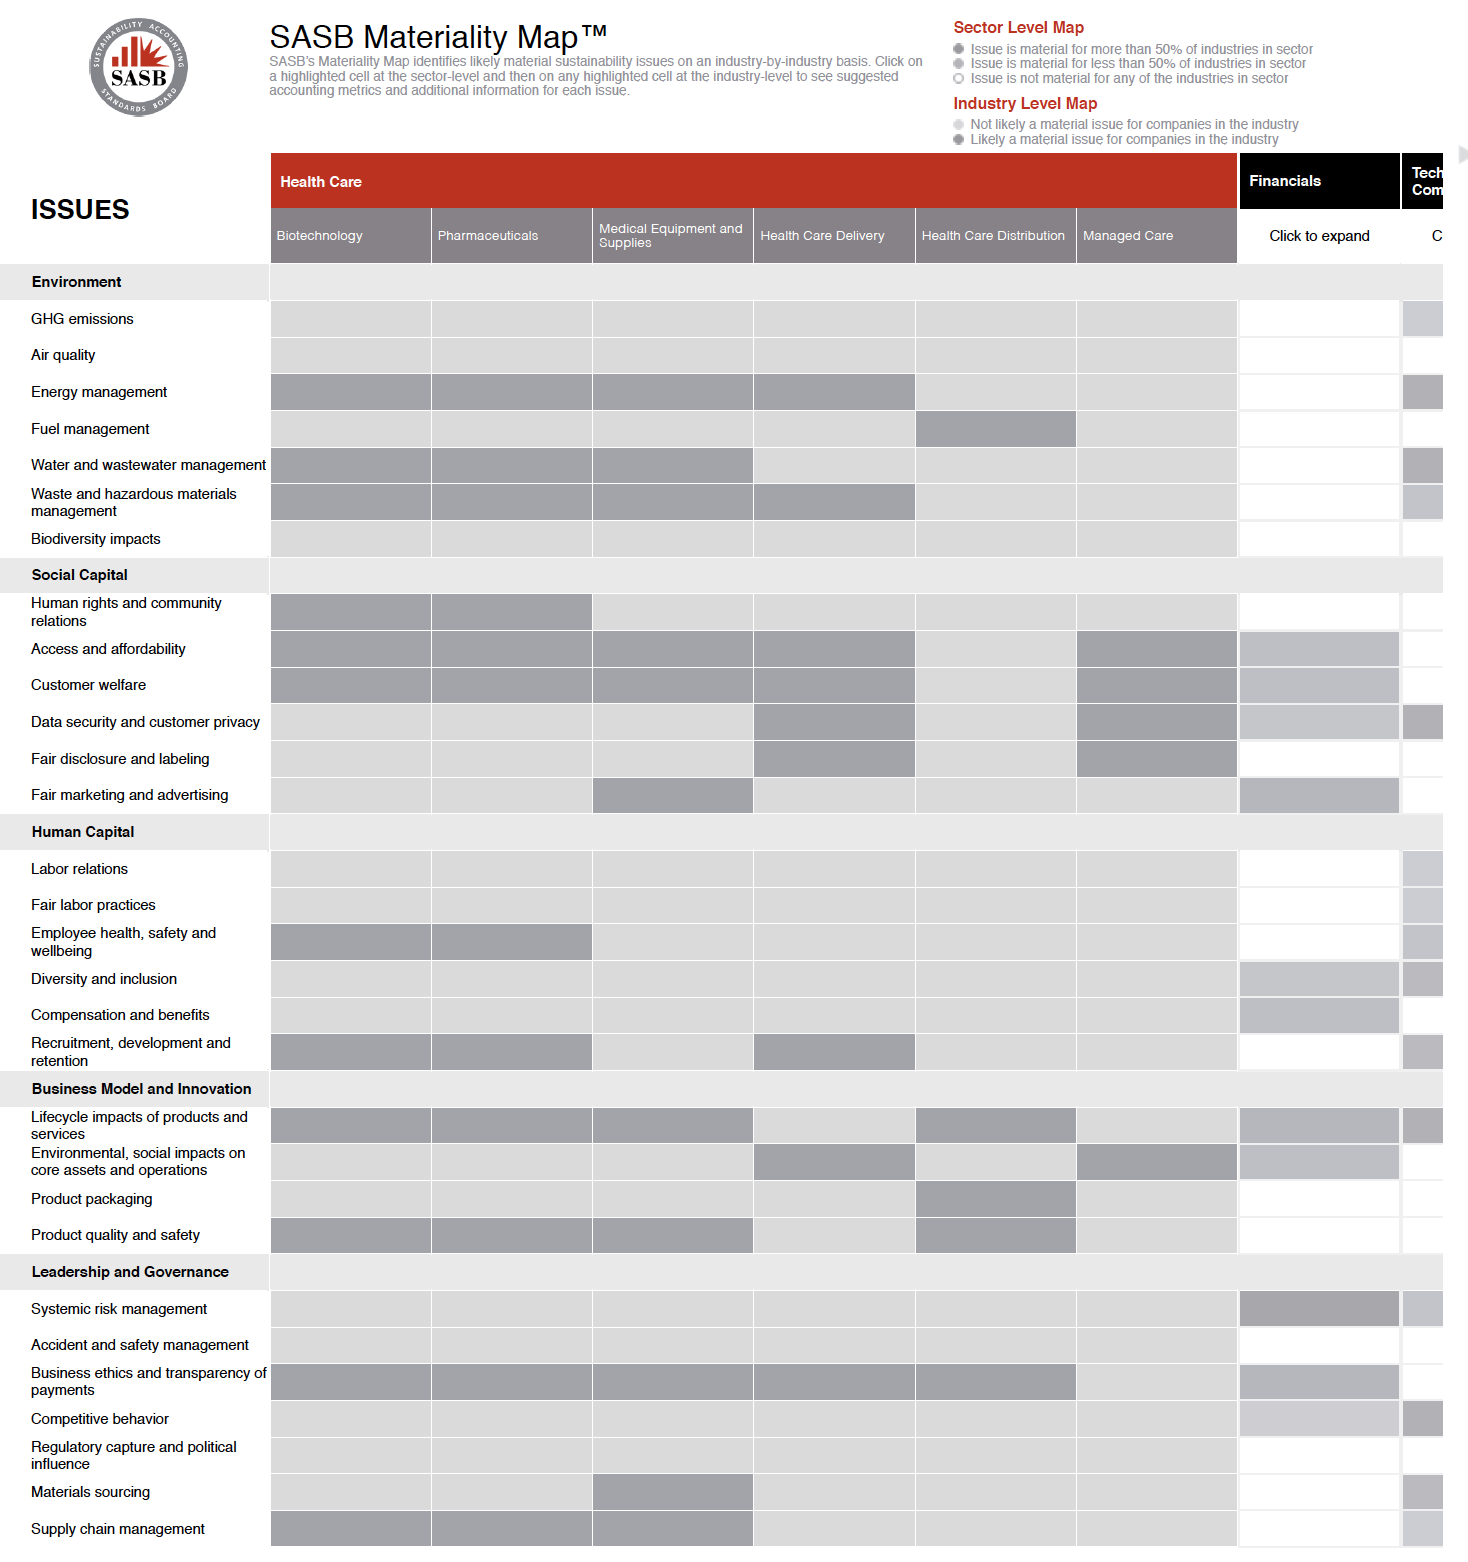 SUSTAINABILITY ACCOUNTING
SASB
STANDARDS BOARD
SASB Materiality Map™
SASB's Materiality Map identifies likely material sustainability issues on an industry-by-industry basis. Click on
a highlighted cell at the sector-level and then on any highlighted cell at the industry-level to see suggested
accounting metrics and additional information for each issue.
Sector Level Map
Issue is material for more than 50% of industries in sector
Issue is material for less than 50% of industries in sector
Issue is not material for any of the industries in sector
Industry Level Map
Not likely a material issue for companies in the industry
Likely a material issue for companies in the industry
ISSUES
Health Care
Financials
Tech
Com
Biotechnology
Pharmaceuticals
Medical Equipment and
Supplies
Health Care Delivery
Health Care Distribution
Managed Care
Click to expand
C
Environment
GHG emissions
Air quality
Energy management
Fuel management
Water and wastewater management
Waste and hazardous materials
management
Biodiversity impacts
Social Capital
Human rights and community
relations
Access and affordability
Customer welfare
Data security and customer privacy
Fair disclosure and labeling
Fair marketing and advertising
Human Capital
Labor relations
Fair labor practices
Employee health, safety and
wellbeing
Diversity and inclusion
Compensation and benefits
Recruitment, development and
retention
Business Model and Innovation
Lifecycle impacts of products and
services
Environmental, social impacts on
core assets and operations
Product packaging
Product quality and safety
Leadership and Governance
Systemic risk management
Accident and safety management
Business ethics and transparency of
payments
Competitive behavior
Regulatory capture and political
influence
Materials sourcing
Supply chain management